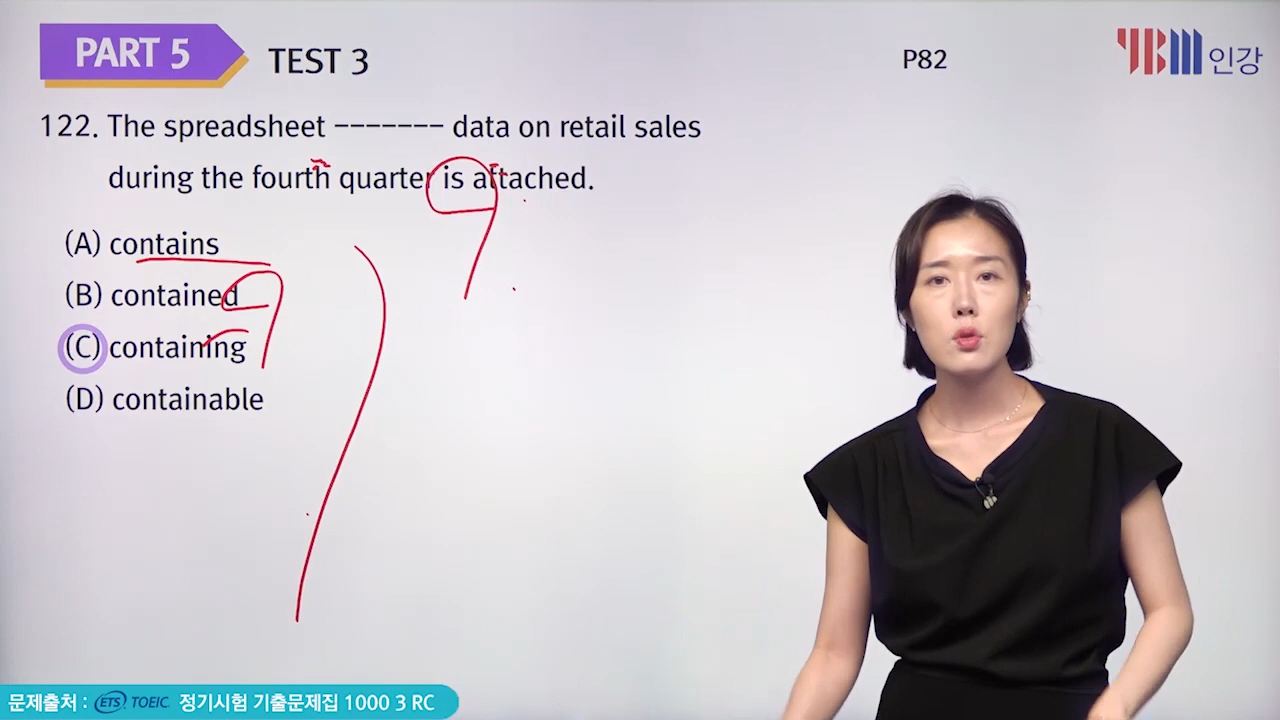 PART 5
TEST 3
P82
YBM 인강
122. The spreadsheet ------- data on retail sales
during the fourth quarter is attached.
(A) contains
(B) contained
(C) containing
(D) containable
문제출처 : ETS TOEIC 정기시험 기출문제집 1000 3 RC